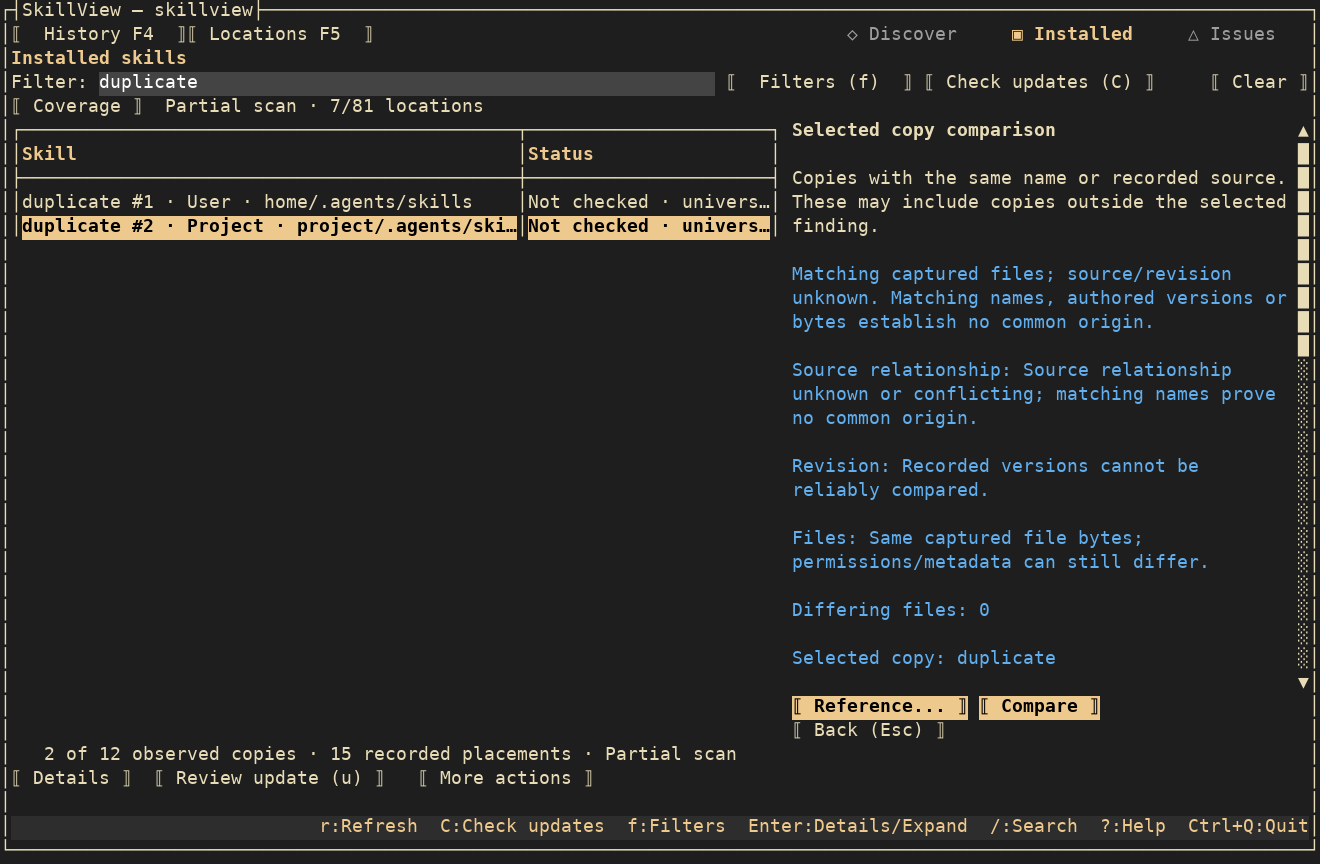 SkillView — skillview
⟦ History F4 ⟧⟦ Locations F5 ⟧ ◇ Discover ▣ Installed △ Issues
Installed skills
Filter: duplicate ⟦ Filters (f) ⟧ ⟦ Check updates (C) ⟧ ⟦ Clear ⟧
⟦ Coverage ⟧ Partial scan · 7/81 locations
Skill Status
duplicate #1 · User · home/.agents/skills Not checked · univers…
duplicate #2 · Project · project/.agents/ski… Not checked · univers…
Selected copy comparison
Copies with the same name or recorded source.
These may include copies outside the selected
finding.
Matching captured files; source/revision
unknown. Matching names, authored versions or
bytes establish no common origin.
Source relationship: Source relationship
unknown or conflicting; matching names prove
no common origin.
Revision: Recorded versions cannot be
reliably compared.
Files: Same captured file bytes;
permissions/metadata can still differ.
Differing files: 0
Selected copy: duplicate
⟦ Reference... ⟧ ⟦ Compare ⟧
⟦ Back (Esc) ⟧
2 of 12 observed copies · 15 recorded placements · Partial scan
⟦ Details ⟧ ⟦ Review update (u) ⟧ ⟦ More actions ⟧
r:Refresh C:Check updates f:Filters Enter:Details/Expand /:Search ?:Help Ctrl+Q:Quit